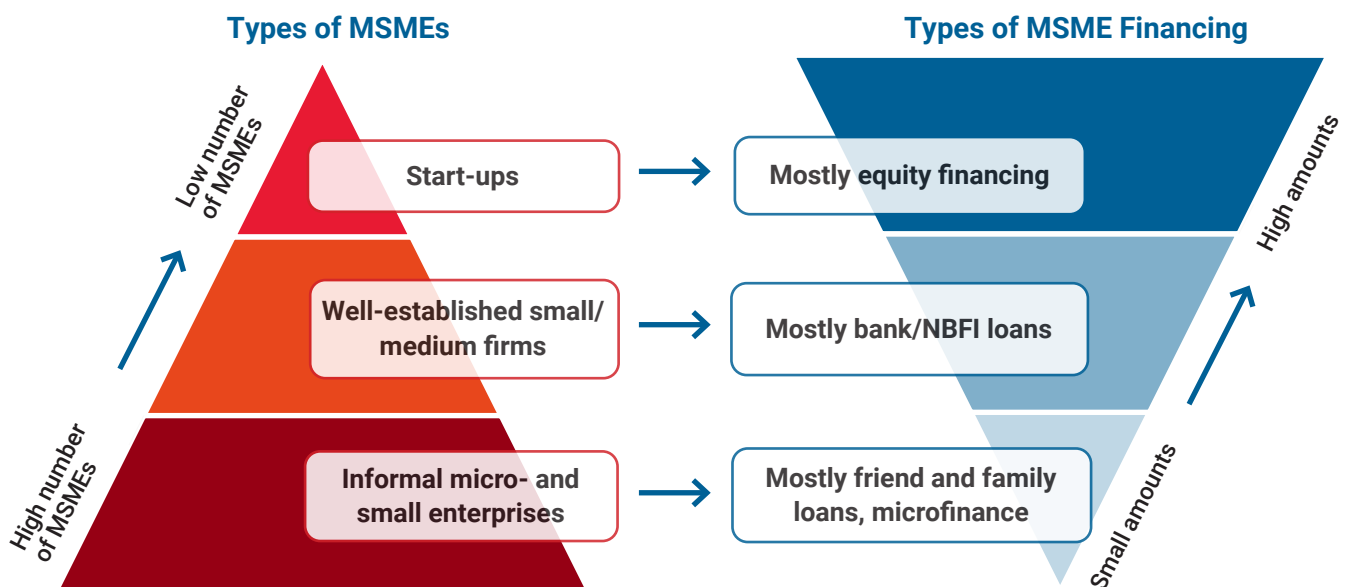 Types of MSMEs
Types of MSME Financing
Low number
of MSMEs
Start-ups
Mostly equity financing
High amounts
Well-established small/
medium firms
Mostly bank/NBFI loans
High number
of MSMEs
Informal micro- and
small enterprises
Mostly friend and family
loans, microfinance
Small amounts